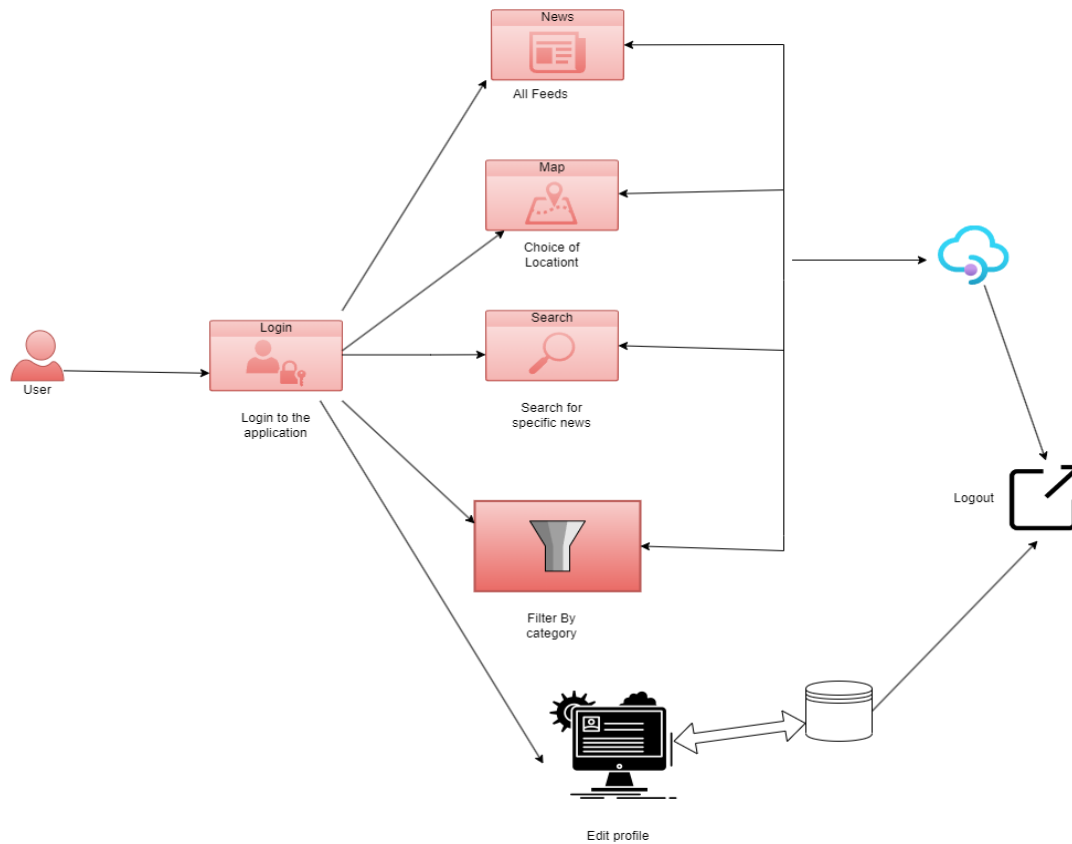 News
All Feeds
Map
Choice of
Locationt
Login
Login to the
application
User
Search
Search for
specific news
Logout
Filter By
category
Edit profile